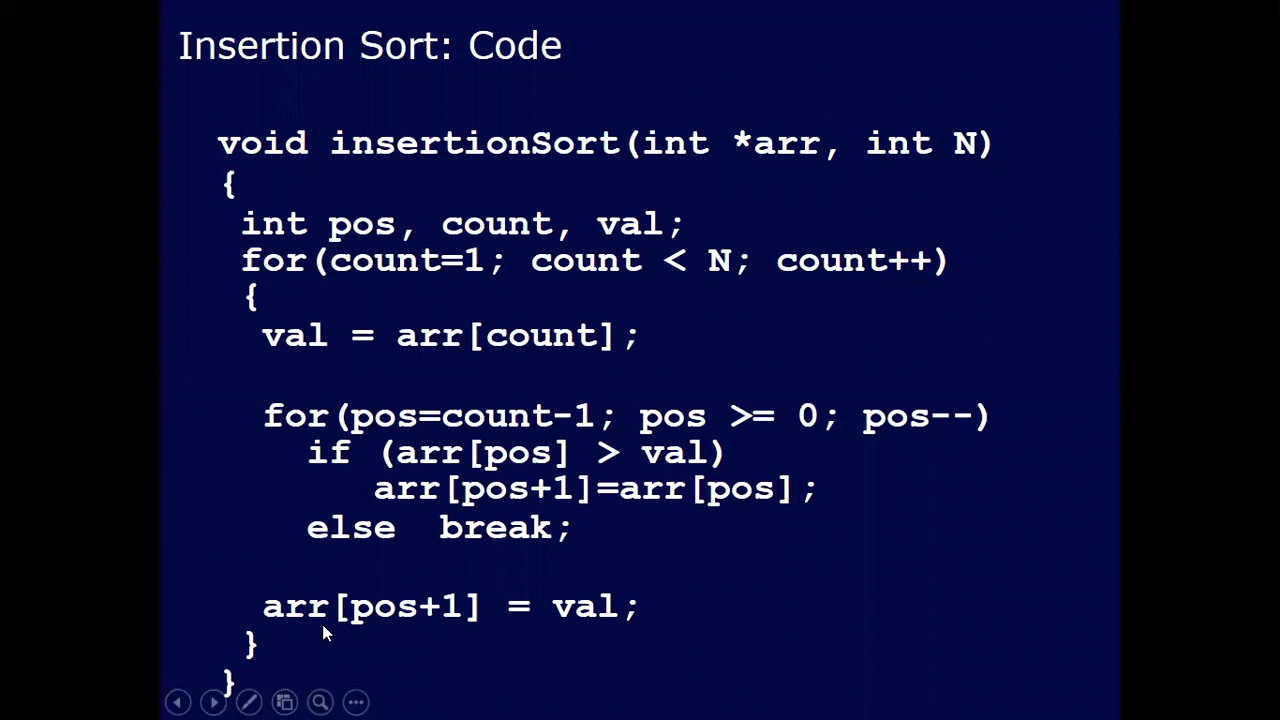 Insertion Sort: Code
void insertionSort(int *arr, int N)
{
int pos, count, val;
for(count=1; count < N; count++)
{
val = arr[count];
for(pos=count-1; pos >= 0; pos--)
if (arr[pos] > val)
arr[pos+1]=arr[pos];
else  break;
arr[pos+1] = val;
}
}